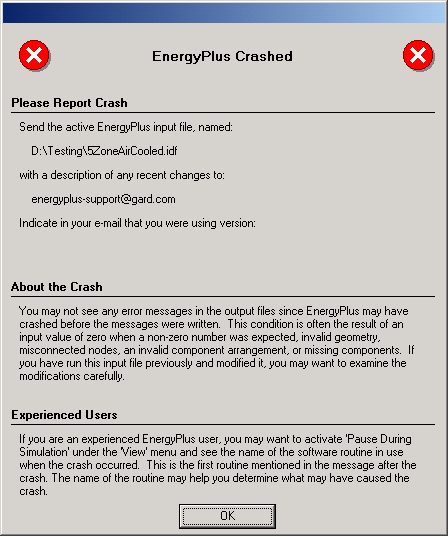 EnergyPlus Crashed
Please Report Crash
Send the active EnergyPlus input file, named:
D:\Testing\5ZoneAirCooled.idf
with a description of any recent changes to:
energyplus-support@gard.com
Indicate in your e-mail that you were using version:
About the Crash
You may not see any error messages in the output files since EnergyPlus may have
crashed before the messages were written.  This condition is often the result of an
input value of zero when a non-zero number was expected, invalid geometry,
misconnected nodes, an invalid component arrangement, or missing components.  If
you have run this input file previously and modified it, you may want to examine the
modifications carefully.
Experienced Users
If you are an experienced EnergyPlus user, you may want to activate 'Pause During
Simulation' under the 'View' menu and see the name of the software routine in use
when the crash occurred.  This is the first routine mentioned in the message after the
crash. The name of the routine may help you determine what may have caused the
crash.
OK